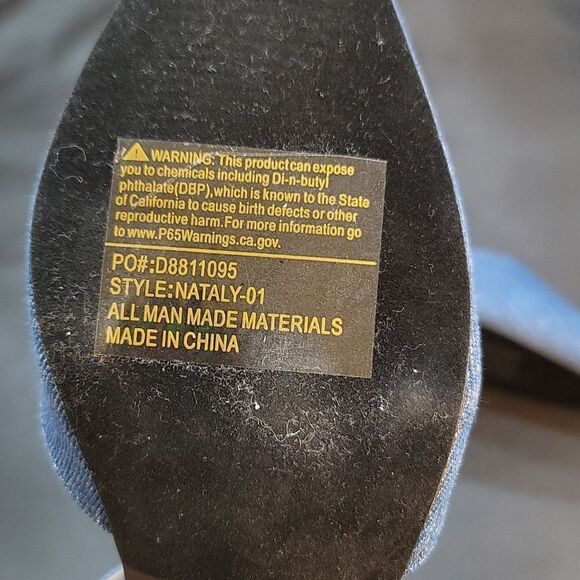 ⚠ WARNING: This product can expose
you to chemicals including Di-n-butyl
phthalate(DBP),which is known to the State
of California to cause birth defects or other
reproductive harm. For more information go
to www.P65Warnings.ca.gov.
PO#:D8811095
STYLE:NATALY-01
ALL MAN MADE MATERIALS
MADE IN CHINA